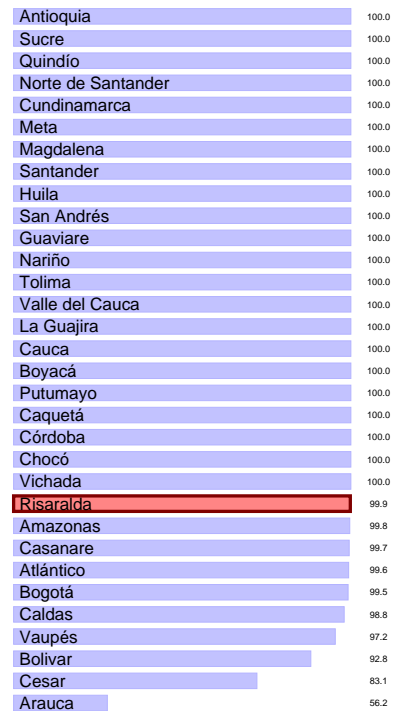 Antioquia 100.0
Sucre 100.0
Quindío 100.0
Norte de Santander 100.0
Cundinamarca 100.0
Meta 100.0
Magdalena 100.0
Santander 100.0
Huila 100.0
San Andrés 100.0
Guaviare 100.0
Nariño 100.0
Tolima 100.0
Valle del Cauca 100.0
La Guajira 100.0
Cauca 100.0
Boyacá 100.0
Putumayo 100.0
Caquetá 100.0
Córdoba 100.0
Chocó 100.0
Vichada 100.0
Risaralda 99.9
Amazonas 99.8
Casanare 99.7
Atlántico 99.6
Bogotá 99.5
Caldas 98.8
Vaupés 97.2
Bolivar 92.8
Cesar 83.1
Arauca 56.2